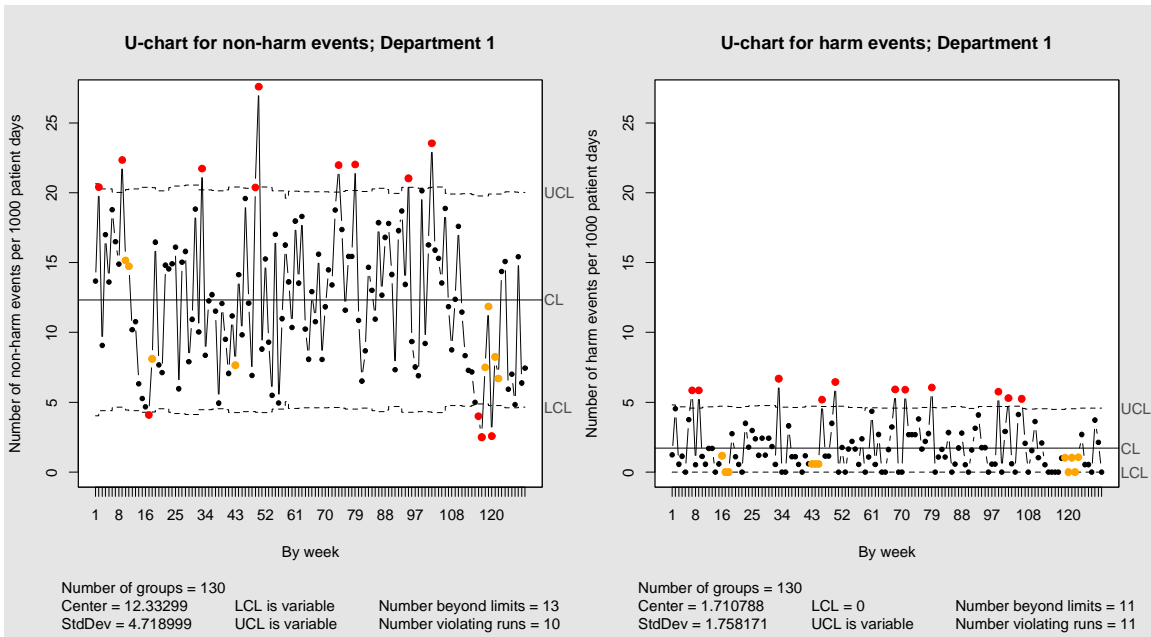 U-chart for non-harm events; Department 1
Number of non-harm events per 1000 patient days
0 5 10 15 20 25
UCL
CL
LCL
1 8 16 25 34 43 52 61 70 79 88 97 108 120
By week
Number of groups = 130
Center = 12.33299 LCL is variable Number beyond limits = 13
StdDev = 4.718999 UCL is variable Number violating runs = 10
U-chart for harm events; Department 1
Number of harm events per 1000 patient days
0 5 10 15 20 25
UCL
CL
LCL
1 8 16 25 34 43 52 61 70 79 88 97 108 120
By week
Number of groups = 130
Center = 1.710788 LCL = 0 Number beyond limits = 11
StdDev = 1.758171 UCL is variable Number violating runs = 11